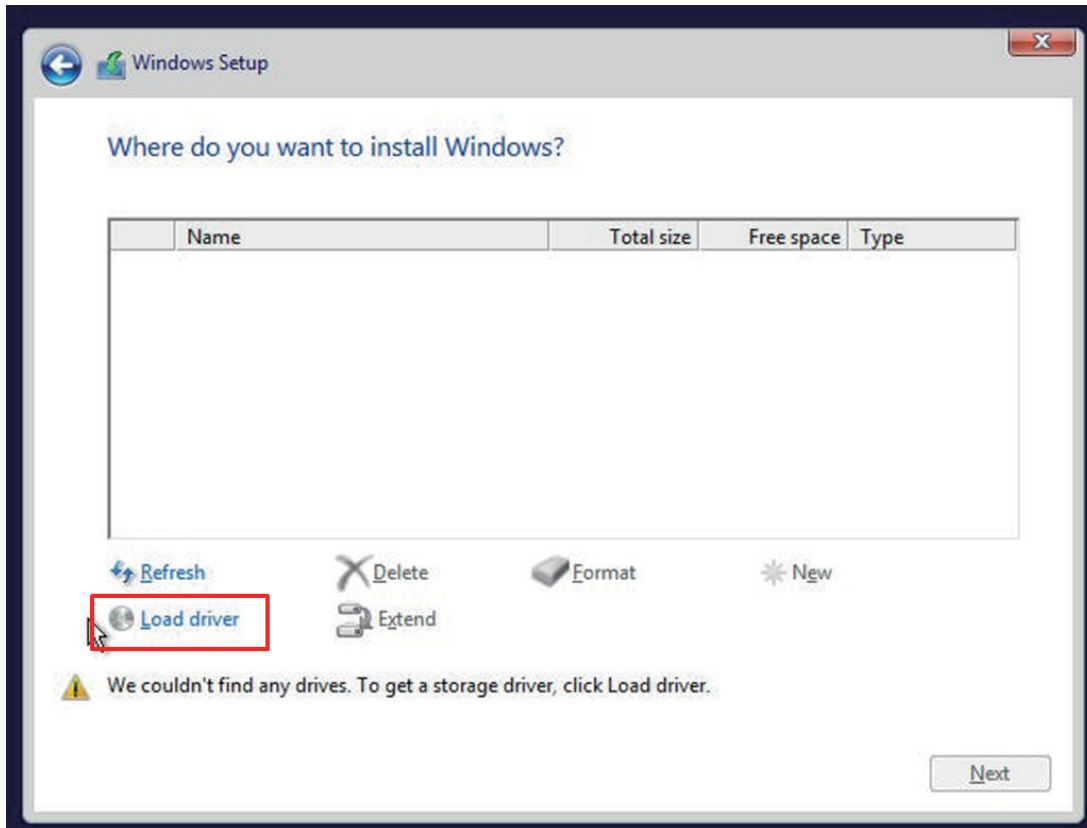 Windows Setup
Where do you want to install Windows?
Name Total size Free space Type
Refresh Delete Format New
Load driver Extend
We couldn't find any drives. To get a storage driver, click Load driver.
Next